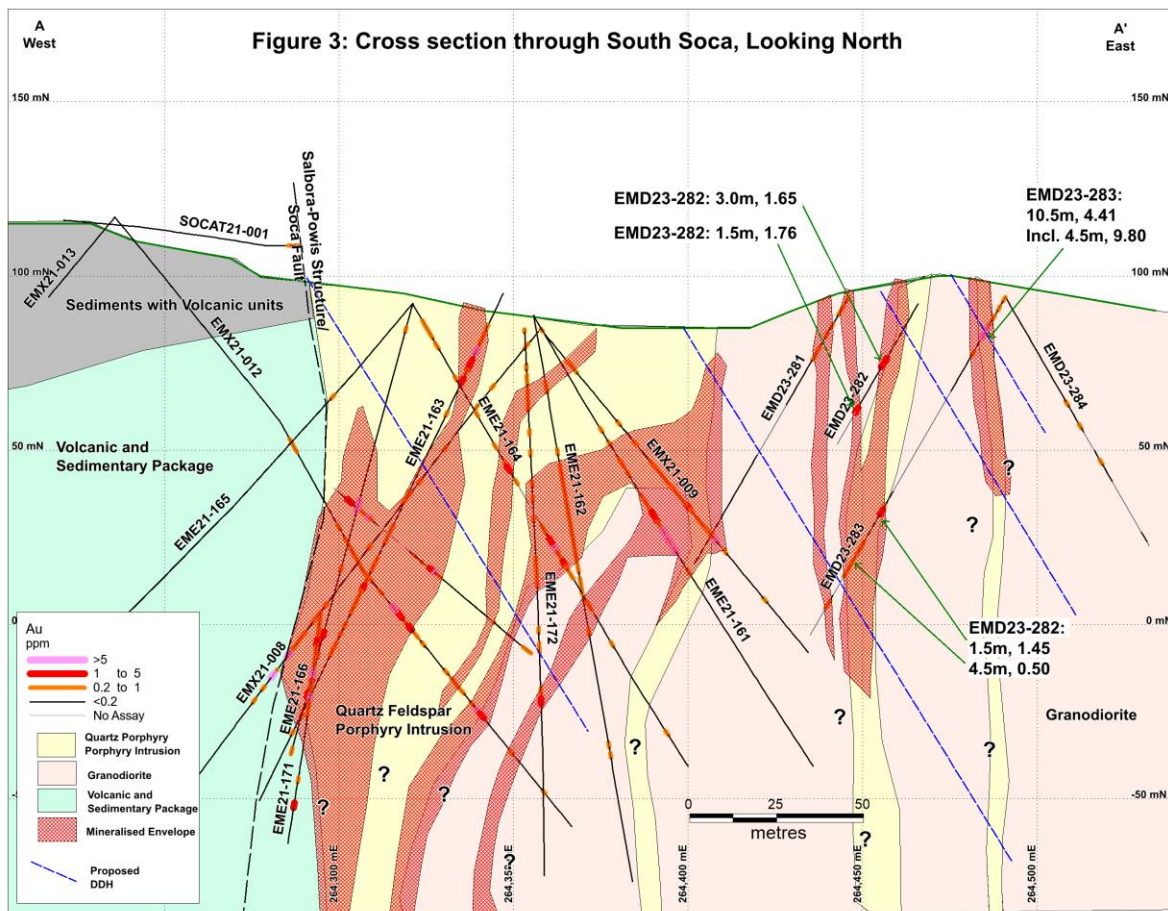 A
West
Figure 3: Cross section through South Soca, Looking North
A'
East
150 mN
150 mN
Salbora-Powis Structure/
Soca Fault
SOCAT21-001
EMX21-013
EMX21-012
100 mN
100 mN
Sediments with Volcanic units
EMD23-282: 3.0m, 1.65
EMD23-282: 1.5m, 1.76
EMD23-283:
10.5m, 4.41
Incl. 4.5m, 9.80
EMD23-281
EMD23-282
EMD23-284
EME21-163
EME21-164
EME21-162
EMX21-009
50 mN
50 mN
Volcanic and
Sedimentary Package
EME21-165
EMD23-283
EME21-172
EME21-161
?
?
0 mN
0 mN
EMD23-282:
1.5m, 1.45
4.5m, 0.50
EMX21-008
EME21-166
EME21-171
Quartz Feldspar
Porphyry Intrusion
Granodiorite
?
?
?
?
?
?
?
?
?
-50 mN
0
25
50
metres
264,300 mE
264,350 mE
264,400 mE
264,450 mE
264,500 mE
Au
ppm
>5
1 to 5
0.2 to 1
<0.2
No Assay
Quartz Porphyry
Porphyry Intrusion
Granodiorite
Volcanic and
Sedimentary Package
Mineralised Envelope
Proposed
DDH